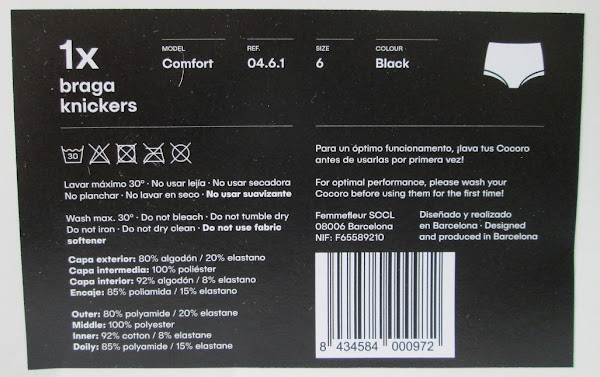 1x
braga
knickers
MODEL
Comfort
REF.
04.6.1
SIZE
6
COLOUR
Black
30
Lavar máximo 30º · No usar lejía · No usar secadora
No planchar · No lavar en seco · No usar suavizante
Wash max. 30º · Do not bleach · Do not tumble dry
Do not iron · Do not dry clean · Do not use fabric
softener
Capa exterior: 80% algodón / 20% elastano
Capa intermedia: 100% poliéster
Capa interior: 92% algodón / 8% elastano
Encaje: 85% poliamida / 15% elastano
Outer: 80% polyamide / 20% elastane
Middle: 100% polyester
Inner: 92% cotton / 8% elastane
Doily: 85% polyamide / 15% elastane
Para un óptimo funcionamento, ¡lava tus Cocoro
antes de usarlas por primera vez!
For optimal performance, please wash your
Cocoro before using them for the first time!
Femmefleur SCCL
08006 Barcelona
NIF: F65589210
Diseñado y realizado
en Barcelona · Designed
and produced in Barcelona
8 434584 000972